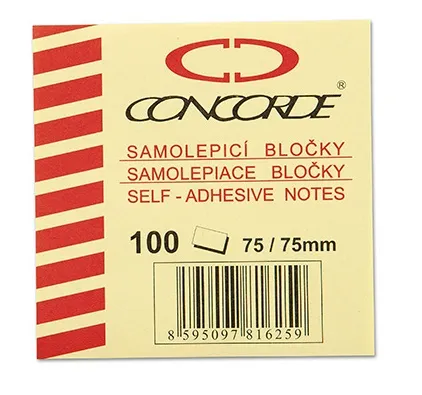 CONCORDE ®
SAMOLEPICÍ BLOČKY
SAMOLEPIACE BLOČKY
SELF - ADHESIVE NOTES
100 75 / 75mm
8 595097 816259